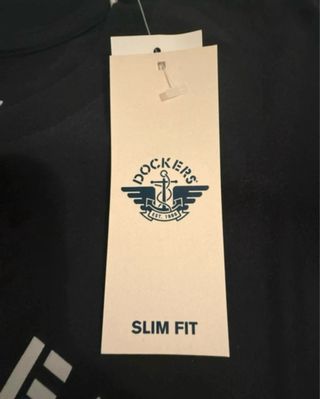 DOCKERS
EST. 1986
SLIM FIT